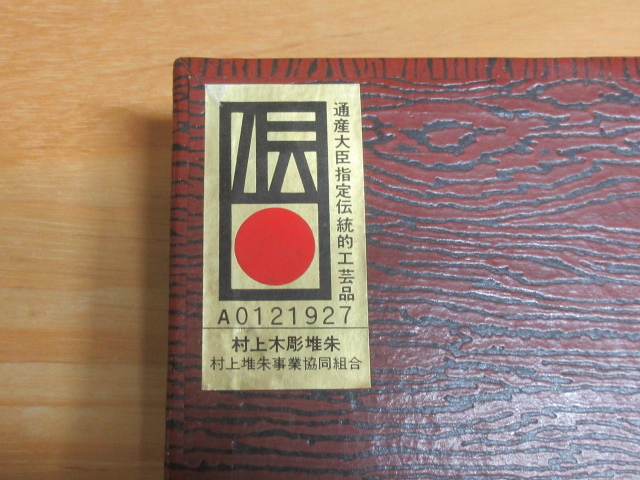 伝
通産大臣指定伝統的工芸品
A0121927
村上木彫堆朱
村上堆朱事業協同組合